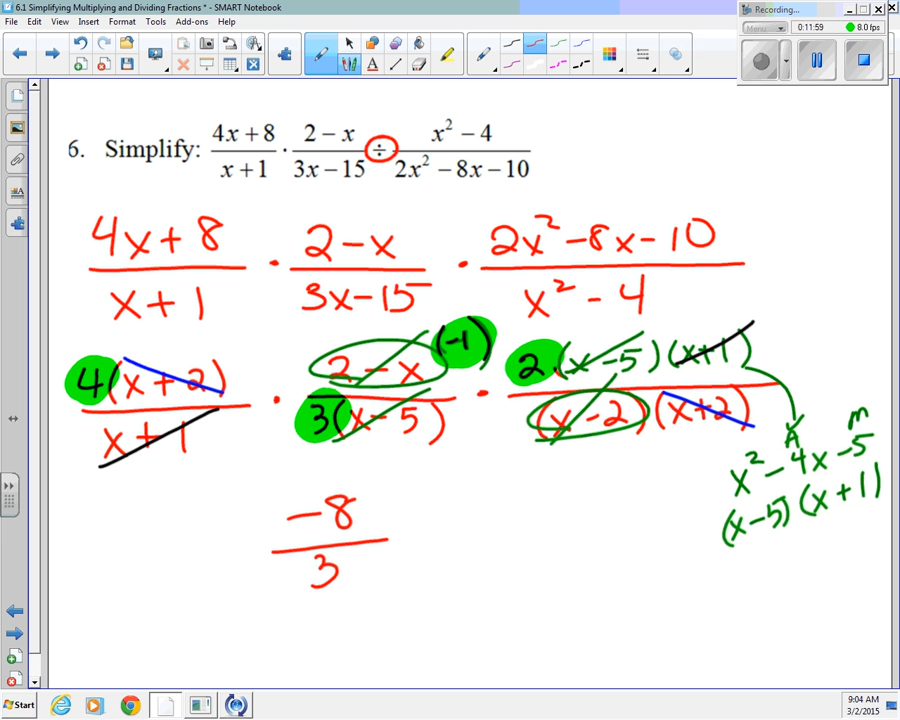 6.1 Simplifying Multiplying and Dividing Fractions * - SMART Notebook
Recording...
File Edit View Insert Format Tools Add-ons Help
Menu 0:11:59 8.0 fps
6. Simplify: (4x + 8)/(x + 1) · (2 − x)/(3x − 15) ÷ (x² − 4)/(2x² − 8x − 10)
(4x + 8)/(x + 1) · (2 − x)/(3x − 15) · (2x² − 8x − 10)/(x² − 4)
4(x + 2)/(x + 1) · 2 − x (−1)/3(x − 5) · 2(x − 5)(x + 1)/(x − 2)(x + 2)
A m
x² − 4x − 5
(x − 5)(x + 1)
−8/3
Start
9:04 AM
3/2/2015